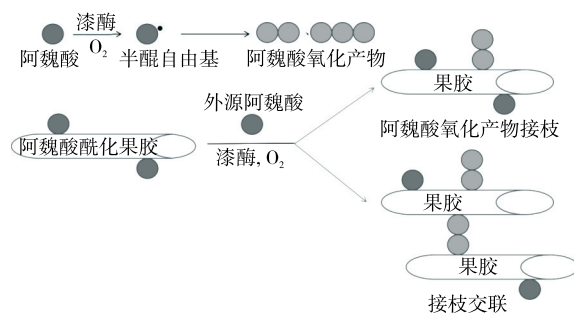 漆酶
O2
阿魏酸
半醌自由基
阿魏酸氧化产物
外源阿魏酸
阿魏酸酰化果胶
漆酶, O2
果胶
阿魏酸氧化产物接枝
果胶
果胶
接枝交联